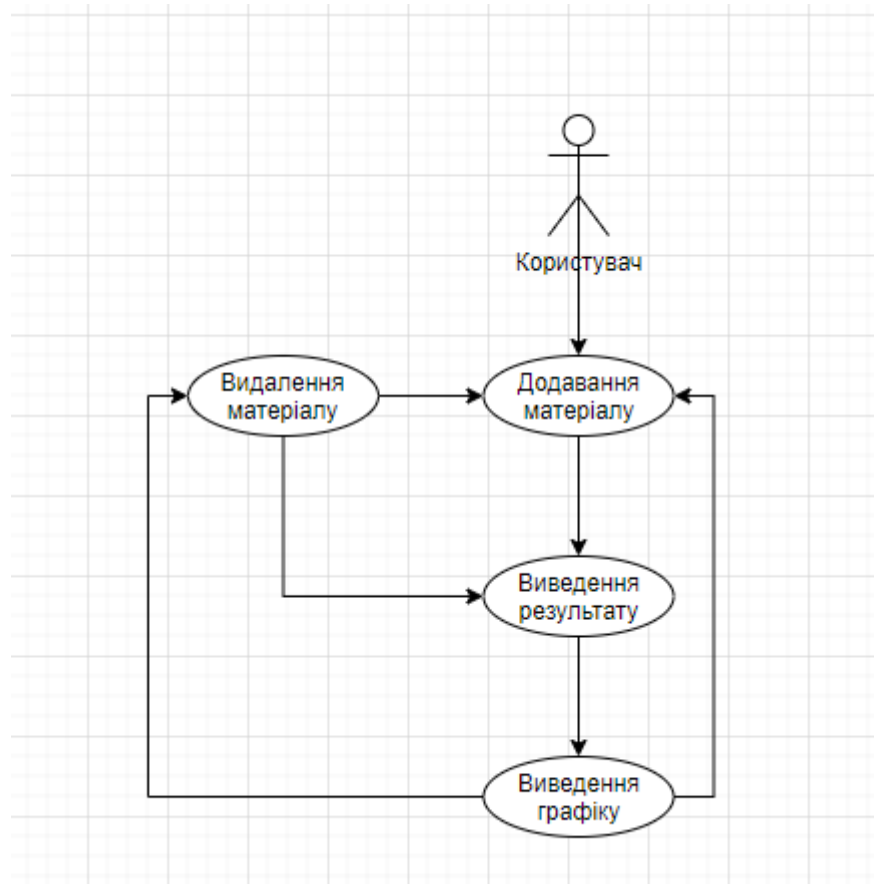 Користувач
Видалення
матеріалу
Додавання
матеріалу
Виведення
результату
Виведення
графіку